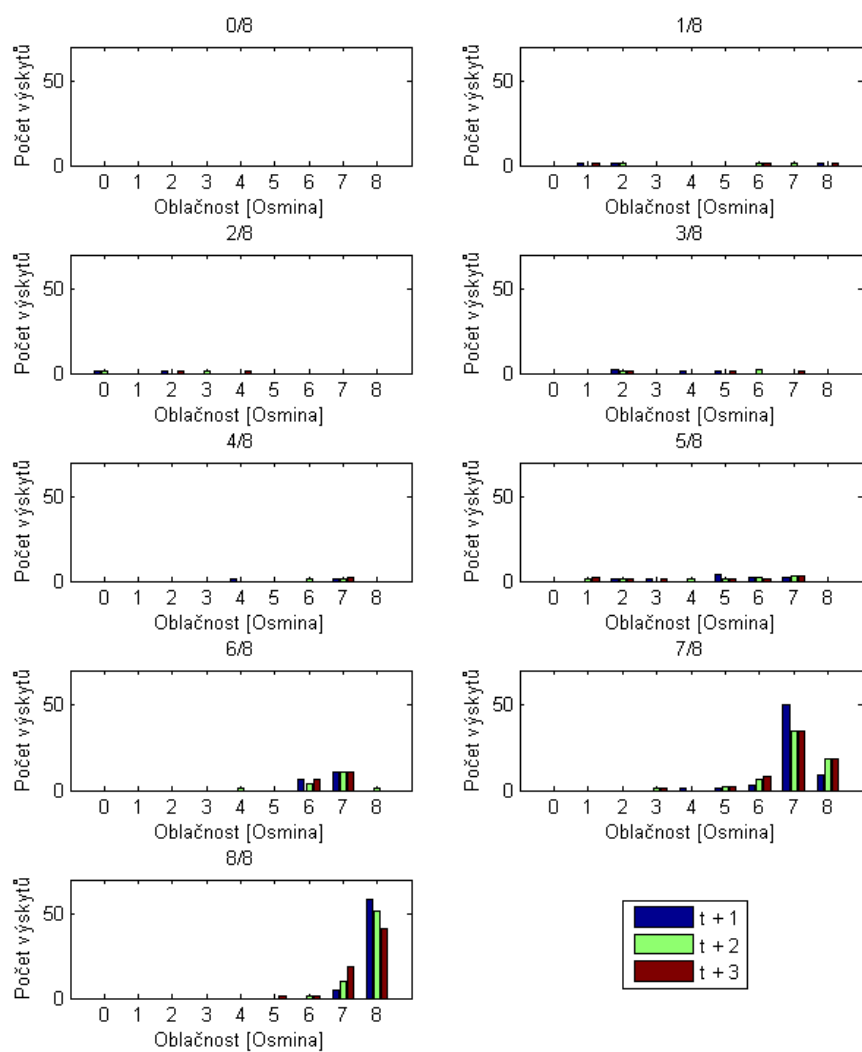 0/8
Počet výskytů
50
0
0 1 2 3 4 5 6 7 8
Oblačnost [Osmina]
1/8
Počet výskytů
50
0
0 1 2 3 4 5 6 7 8
Oblačnost [Osmina]
2/8
Počet výskytů
50
0
0 1 2 3 4 5 6 7 8
Oblačnost [Osmina]
3/8
Počet výskytů
50
0
0 1 2 3 4 5 6 7 8
Oblačnost [Osmina]
4/8
Počet výskytů
50
0
0 1 2 3 4 5 6 7 8
Oblačnost [Osmina]
5/8
Počet výskytů
50
0
0 1 2 3 4 5 6 7 8
Oblačnost [Osmina]
6/8
Počet výskytů
50
0
0 1 2 3 4 5 6 7 8
Oblačnost [Osmina]
7/8
Počet výskytů
50
0
0 1 2 3 4 5 6 7 8
Oblačnost [Osmina]
8/8
Počet výskytů
50
0
0 1 2 3 4 5 6 7 8
Oblačnost [Osmina]
t + 1
t + 2
t + 3